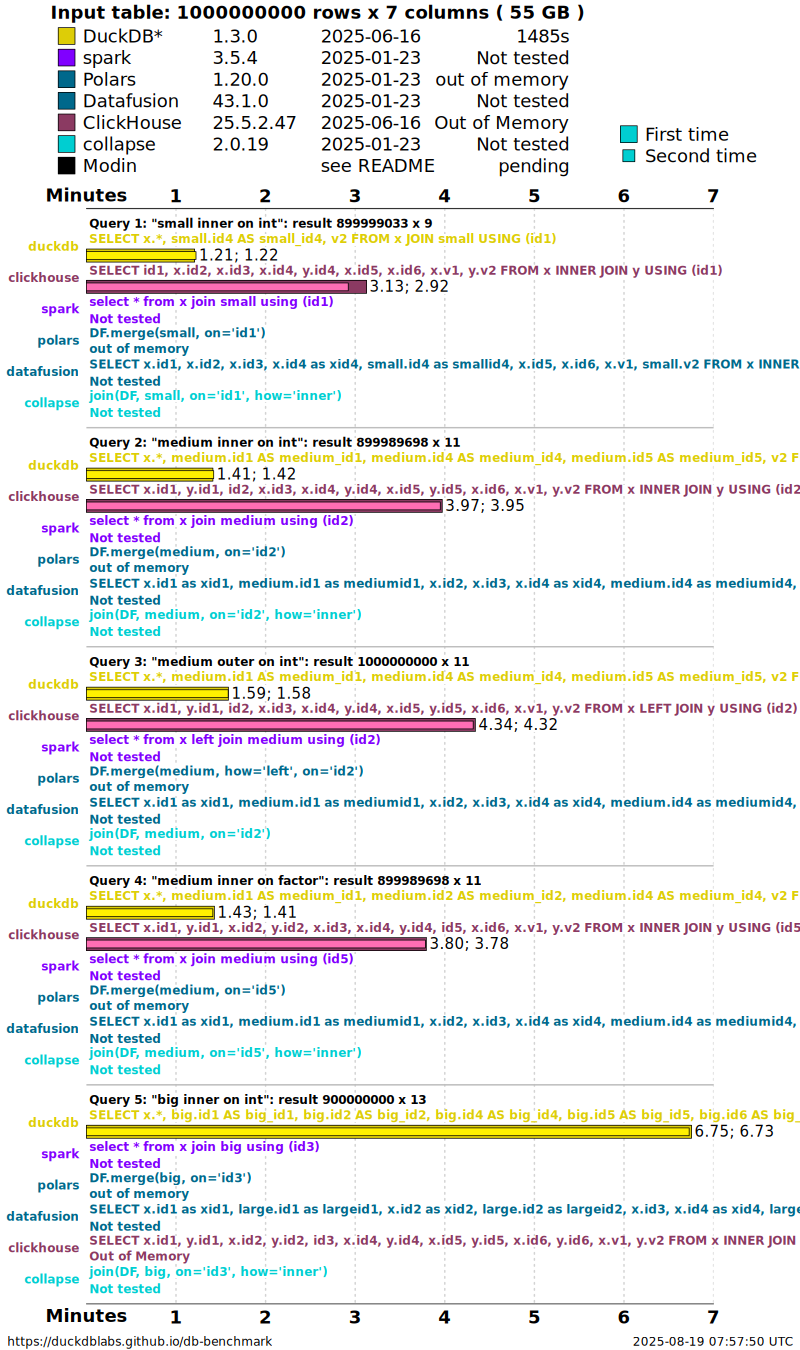 Input table: 1000000000 rows x 7 columns ( 55 GB )
DuckDB* 1.3.0 2025-06-16 1485s
spark 3.5.4 2025-01-23 Not tested
Polars 1.20.0 2025-01-23 out of memory
Datafusion 43.1.0 2025-01-23 Not tested
ClickHouse 25.5.2.47 2025-06-16 Out of Memory
collapse 2.0.19 2025-01-23 Not tested
Modin see README pending
First time
Second time
Minutes 1 2 3 4 5 6 7
Query 1: "small inner on int": result 899999033 x 9
duckdb SELECT x.*, small.id4 AS small_id4, v2 FROM x JOIN small USING (id1)
1.21; 1.22
clickhouse SELECT id1, x.id2, x.id3, x.id4, y.id4, x.id5, x.id6, x.v1, y.v2 FROM x INNER JOIN y USING (id1)
3.13; 2.92
spark select * from x join small using (id1)
Not tested
polars DF.merge(small, on='id1')
out of memory
datafusion SELECT x.id1, x.id2, x.id3, x.id4 as xid4, small.id4 as smallid4, x.id5, x.id6, x.v1, small.v2 FROM x INNER
Not tested
collapse join(DF, small, on='id1', how='inner')
Not tested
Query 2: "medium inner on int": result 899989698 x 11
duckdb SELECT x.*, medium.id1 AS medium_id1, medium.id4 AS medium_id4, medium.id5 AS medium_id5, v2 F
1.41; 1.42
clickhouse SELECT x.id1, y.id1, id2, x.id3, x.id4, y.id4, x.id5, y.id5, x.id6, x.v1, y.v2 FROM x INNER JOIN y USING (id2
3.97; 3.95
spark select * from x join medium using (id2)
Not tested
polars DF.merge(medium, on='id2')
out of memory
datafusion SELECT x.id1 as xid1, medium.id1 as mediumid1, x.id2, x.id3, x.id4 as xid4, medium.id4 as mediumid4,
Not tested
collapse join(DF, medium, on='id2', how='inner')
Not tested
Query 3: "medium outer on int": result 1000000000 x 11
duckdb SELECT x.*, medium.id1 AS medium_id1, medium.id4 AS medium_id4, medium.id5 AS medium_id5, v2 F
1.59; 1.58
clickhouse SELECT x.id1, y.id1, id2, x.id3, x.id4, y.id4, x.id5, y.id5, x.id6, x.v1, y.v2 FROM x LEFT JOIN y USING (id2)
4.34; 4.32
spark select * from x left join medium using (id2)
Not tested
polars DF.merge(medium, how='left', on='id2')
out of memory
datafusion SELECT x.id1 as xid1, medium.id1 as mediumid1, x.id2, x.id3, x.id4 as xid4, medium.id4 as mediumid4,
Not tested
collapse join(DF, medium, on='id2')
Not tested
Query 4: "medium inner on factor": result 899989698 x 11
duckdb SELECT x.*, medium.id1 AS medium_id1, medium.id2 AS medium_id2, medium.id4 AS medium_id4, v2 F
1.43; 1.41
clickhouse SELECT x.id1, y.id1, x.id2, y.id2, x.id3, x.id4, y.id4, id5, x.id6, x.v1, y.v2 FROM x INNER JOIN y USING (id5
3.80; 3.78
spark select * from x join medium using (id5)
Not tested
polars DF.merge(medium, on='id5')
out of memory
datafusion SELECT x.id1 as xid1, medium.id1 as mediumid1, x.id2, x.id3, x.id4 as xid4, medium.id4 as mediumid4,
Not tested
collapse join(DF, medium, on='id5', how='inner')
Not tested
Query 5: "big inner on int": result 900000000 x 13
duckdb SELECT x.*, big.id1 AS big_id1, big.id2 AS big_id2, big.id4 AS big_id4, big.id5 AS big_id5, big.id6 AS big_
6.75; 6.73
spark select * from x join big using (id3)
Not tested
polars DF.merge(big, on='id3')
out of memory
datafusion SELECT x.id1 as xid1, large.id1 as largeid1, x.id2 as xid2, large.id2 as largeid2, x.id3, x.id4 as xid4, large
Not tested
clickhouse SELECT x.id1, y.id1, x.id2, y.id2, id3, x.id4, y.id4, x.id5, y.id5, x.id6, y.id6, x.v1, y.v2 FROM x INNER JOIN
Out of Memory
collapse join(DF, big, on='id3', how='inner')
Not tested
Minutes 1 2 3 4 5 6 7
https://duckdblabs.github.io/db-benchmark 2025-08-19 07:57:50 UTC